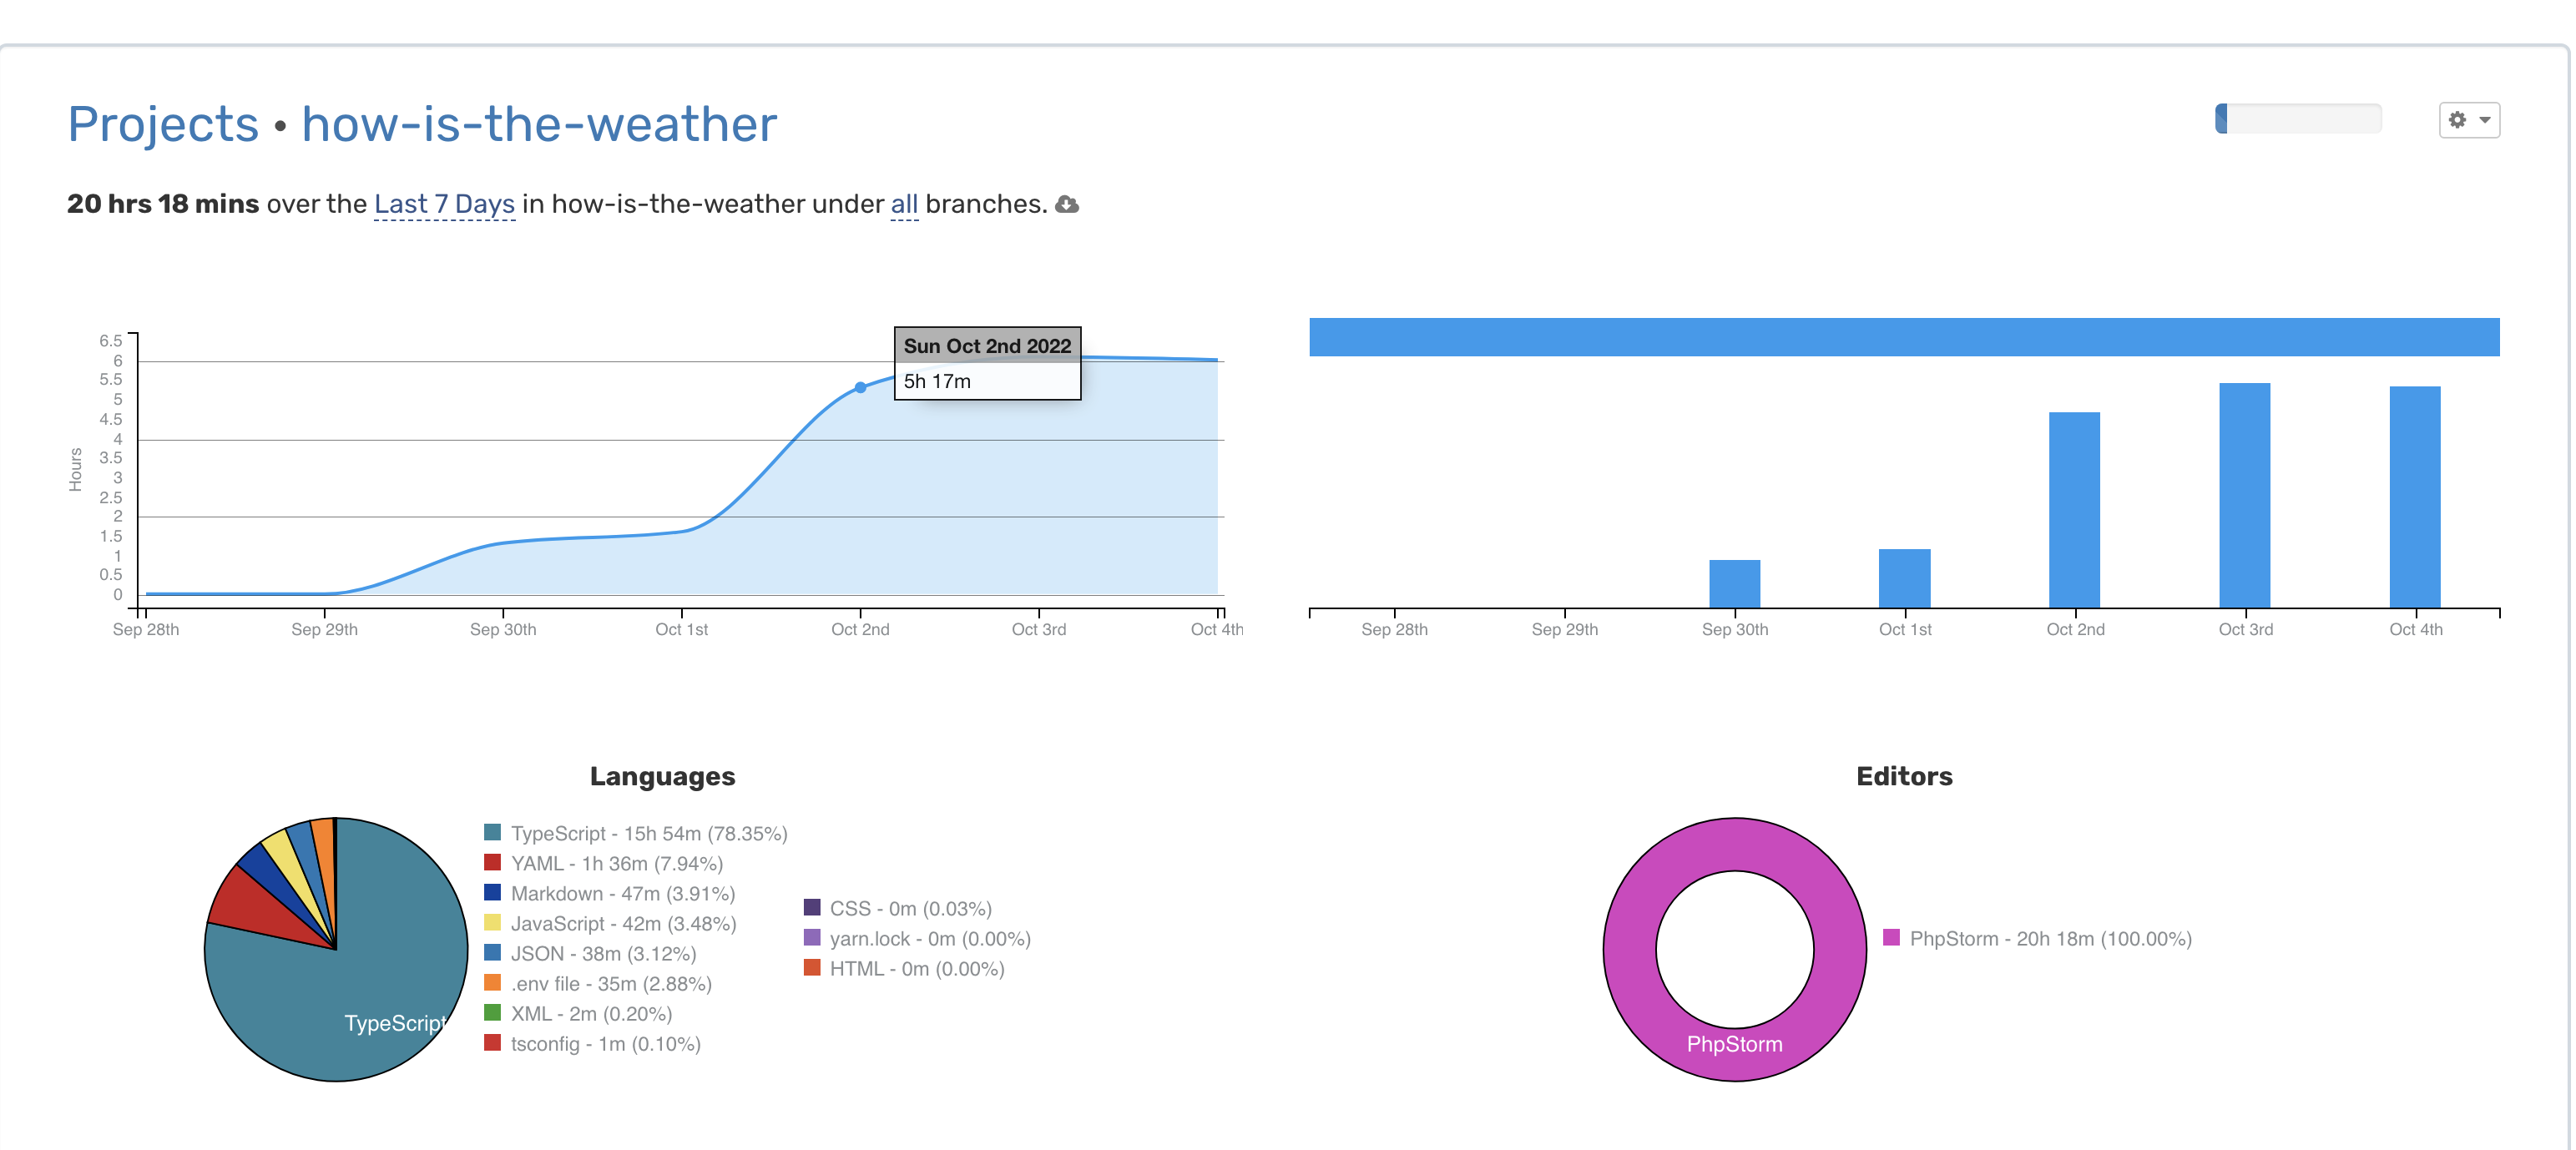 Projects • how-is-the-weather
20 hrs 18 mins over the Last 7 Days in how-is-the-weather under all branches.
Hours
6.5
6
5.5
5
4.5
4
3.5
3
2.5
2
1.5
1
0.5
0
Sun Oct 2nd 2022
5h 17m
Sep 28th Sep 29th Sep 30th Oct 1st Oct 2nd Oct 3rd Oct 4th
Sep 28th Sep 29th Sep 30th Oct 1st Oct 2nd Oct 3rd Oct 4th
Languages
TypeScript
TypeScript - 15h 54m (78.35%)
YAML - 1h 36m (7.94%)
Markdown - 47m (3.91%)
JavaScript - 42m (3.48%)
JSON - 38m (3.12%)
.env file - 35m (2.88%)
XML - 2m (0.20%)
tsconfig - 1m (0.10%)
CSS - 0m (0.03%)
yarn.lock - 0m (0.00%)
HTML - 0m (0.00%)
Editors
PhpStorm
PhpStorm - 20h 18m (100.00%)